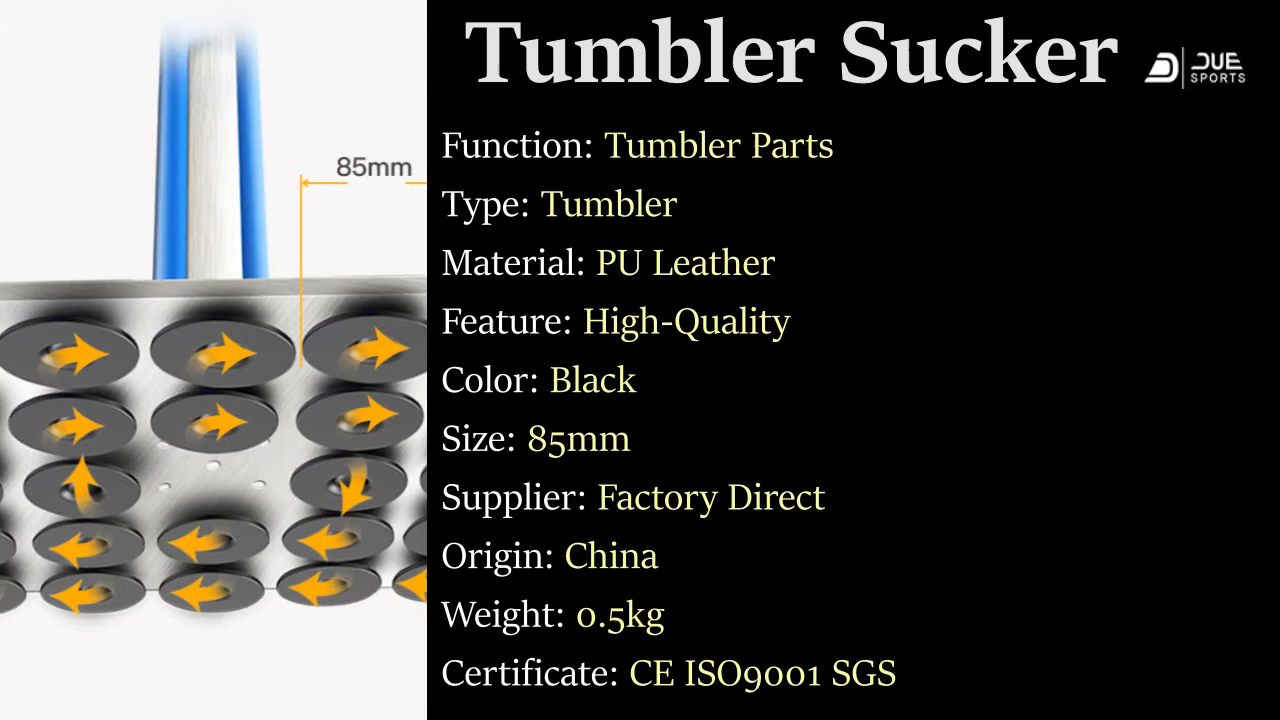 Tumbler Sucker
DUE
SPORTS
85mm
Function: Tumbler Parts
Type: Tumbler
Material: PU Leather
Feature: High-Quality
Color: Black
Size: 85mm
Supplier: Factory Direct
Origin: China
Weight: 0.5kg
Certificate: CE ISO9001 SGS